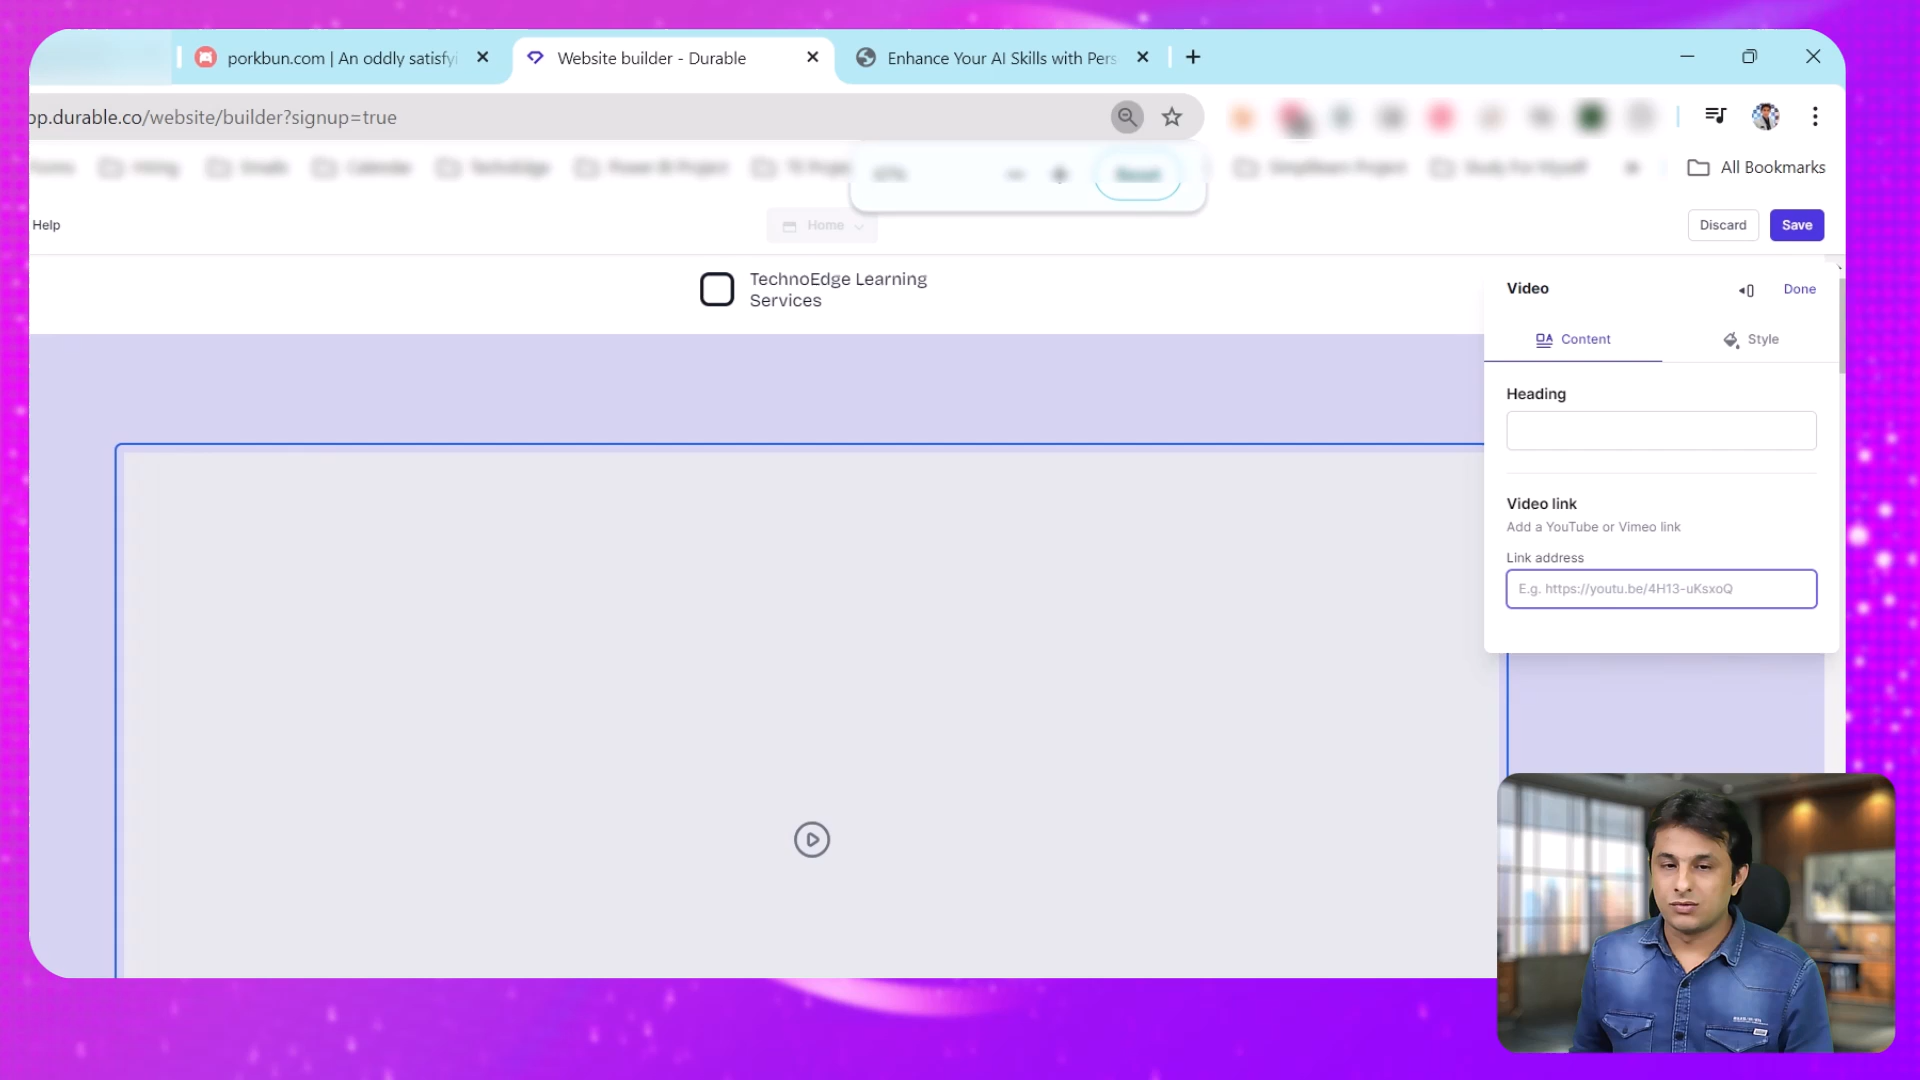 porkbun.com | An oddly satisfyi
Website builder - Durable
Enhance Your AI Skills with Pers
pp.durable.co/website/builder?signup=true
All Bookmarks
Help
Home
Discard
Save
TechnoEdge Learning
Services
Video
Done
Content
Style
Heading
Video link
Add a YouTube or Vimeo link
Link address
E.g. https://youtu.be/4H13-uKsxoQ